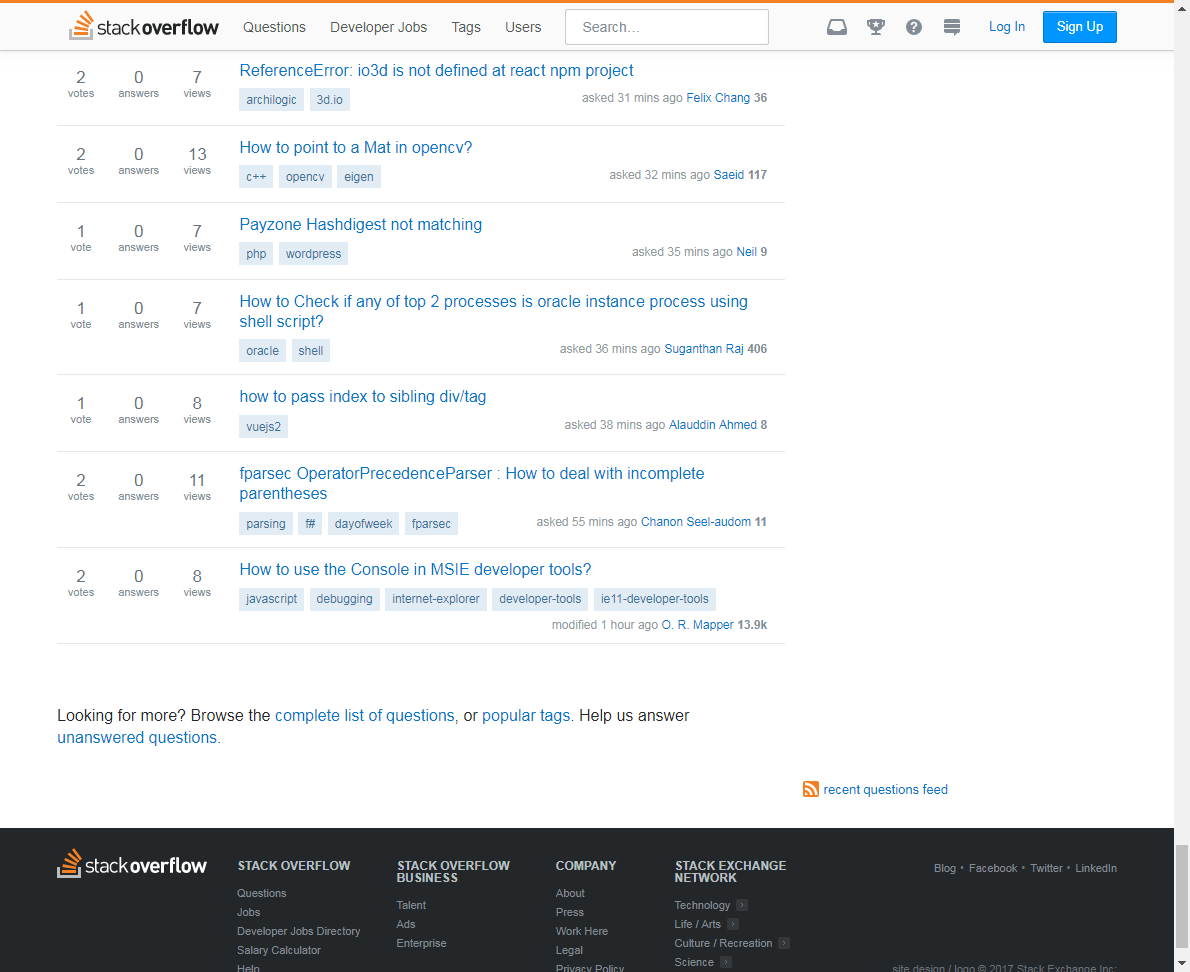 stack overflow Questions Developer Jobs Tags Users Search... Log In Sign Up
2 0 7 ReferenceError: io3d is not defined at react npm project
votes answers views archilogic 3d.io asked 31 mins ago Felix Chang 36
2 0 13 How to point to a Mat in opencv?
votes answers views c++ opencv eigen asked 32 mins ago Saeid 117
1 0 7 Payzone Hashdigest not matching
vote answers views php wordpress asked 35 mins ago Neil 9
1 0 7 How to Check if any of top 2 processes is oracle instance process using
vote answers views shell script?
oracle shell asked 36 mins ago Suganthan Raj 406
1 0 8 how to pass index to sibling div/tag
vote answers views vuejs2 asked 38 mins ago Alauddin Ahmed 8
2 0 11 fparsec OperatorPrecedenceParser : How to deal with incomplete
votes answers views parentheses
parsing f# dayofweek fparsec asked 55 mins ago Chanon Seel-audom 11
2 0 8 How to use the Console in MSIE developer tools?
votes answers views javascript debugging internet-explorer developer-tools ie11-developer-tools
modified 1 hour ago O. R. Mapper 13.9k
Looking for more? Browse the complete list of questions, or popular tags. Help us answer
unanswered questions.
recent questions feed
stack overflow
STACK OVERFLOW
Questions
Jobs
Developer Jobs Directory
Salary Calculator
Help
STACK OVERFLOW
BUSINESS
Talent
Ads
Enterprise
COMPANY
About
Press
Work Here
Legal
Privacy Policy
STACK EXCHANGE
NETWORK
Technology
Life / Arts
Culture / Recreation
Science
Blog • Facebook • Twitter • LinkedIn
site design / logo © 2017 Stack Exchange Inc;